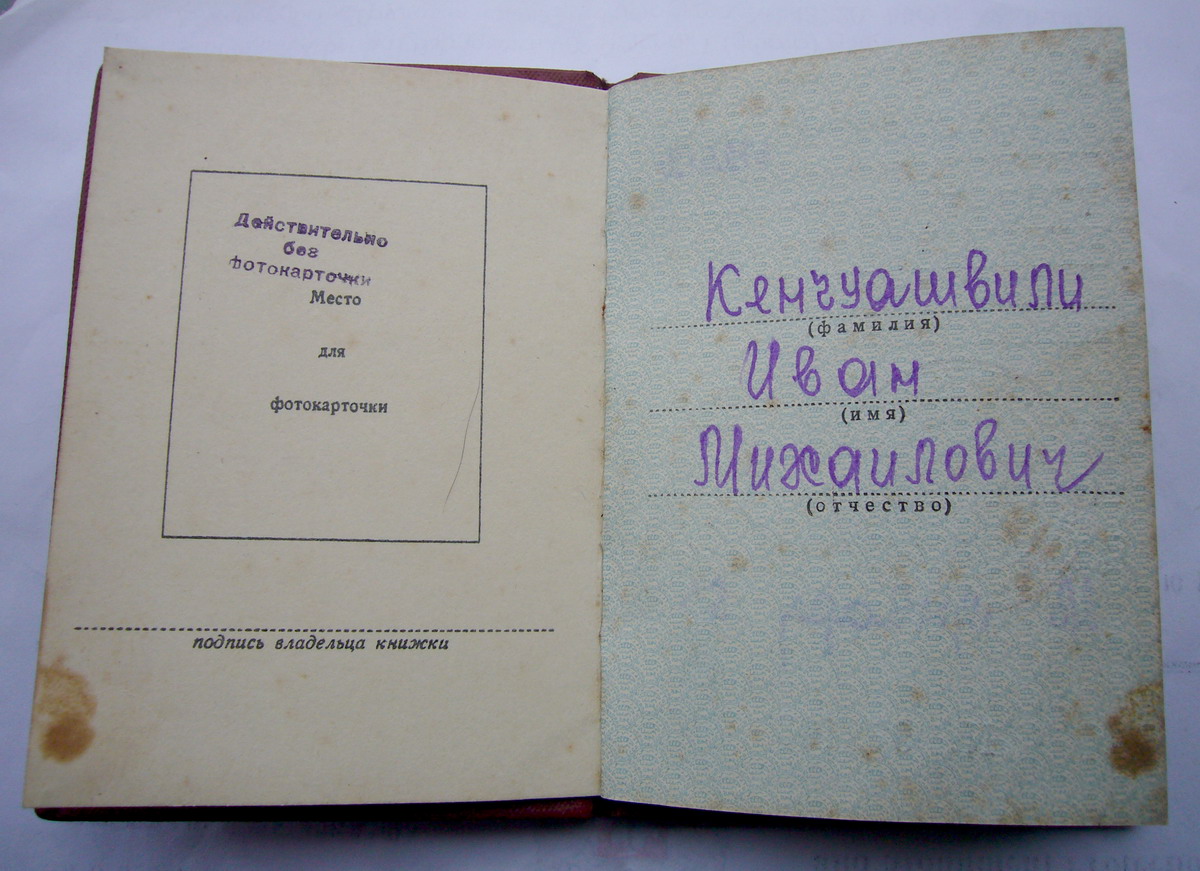 Действительно
без
фотокарточки
Место
для
фотокарточки
подпись владельца книжки
Кенчуашвили
(фамилия)
Иван
(имя)
Михайлович
(отчество)